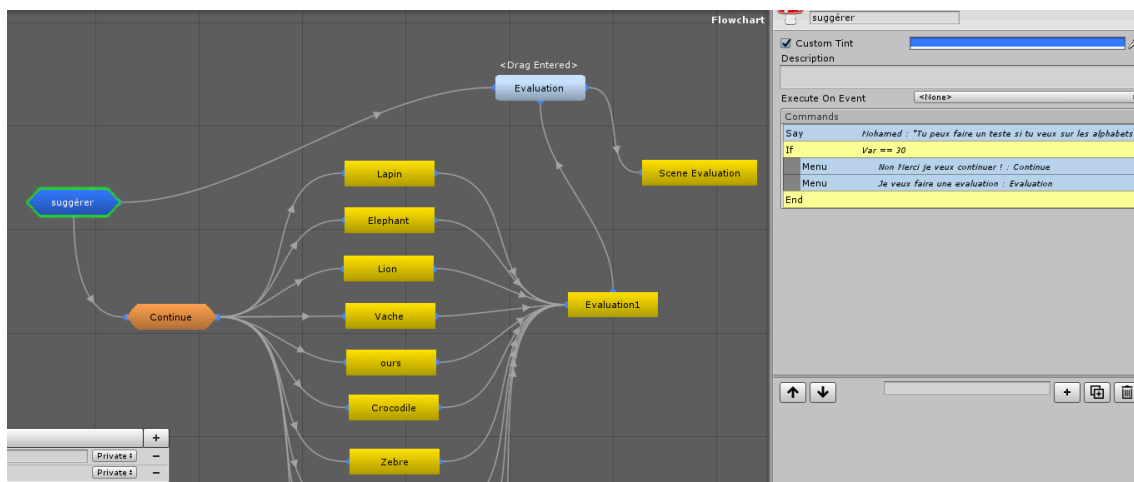 Flowchart
<Drag Entered>
Evaluation
Lapin
Scene Evaluation
suggérer
Elephant
Lion
Evaluation1
Continue
Vache
ours
Crocodile
Zebre
+
Private
−
Private
−
suggérer
Custom Tint
Description
Execute On Event
<None>
Commands
Say Mohamed : "Tu peux faire un teste si tu veux sur les alphabets
If Var == 30
Menu Non Merci je veux continuer ! : Continue
Menu Je veux faire une evaluation : Evaluation
End
+